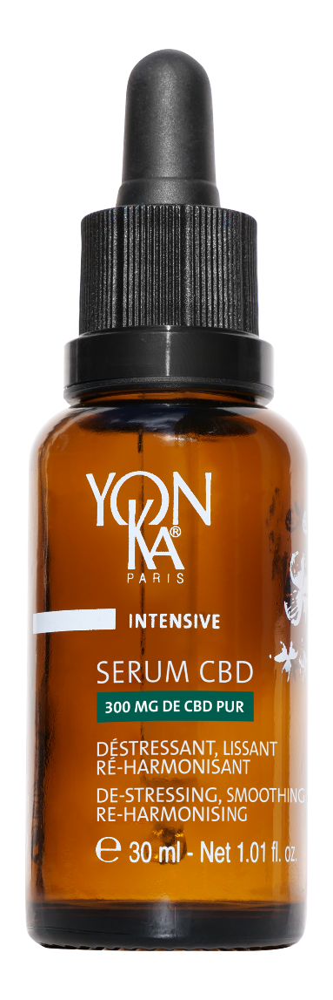 YON
KA®
PARIS
INTENSIVE
SERUM CBD
300 MG DE CBD PUR
DÉSTRESSANT, LISSANT
RÉ-HARMONISANT
DE-STRESSING, SMOOTHING
RE-HARMONISING
℮ 30 ml - Net 1.01 fl. oz.